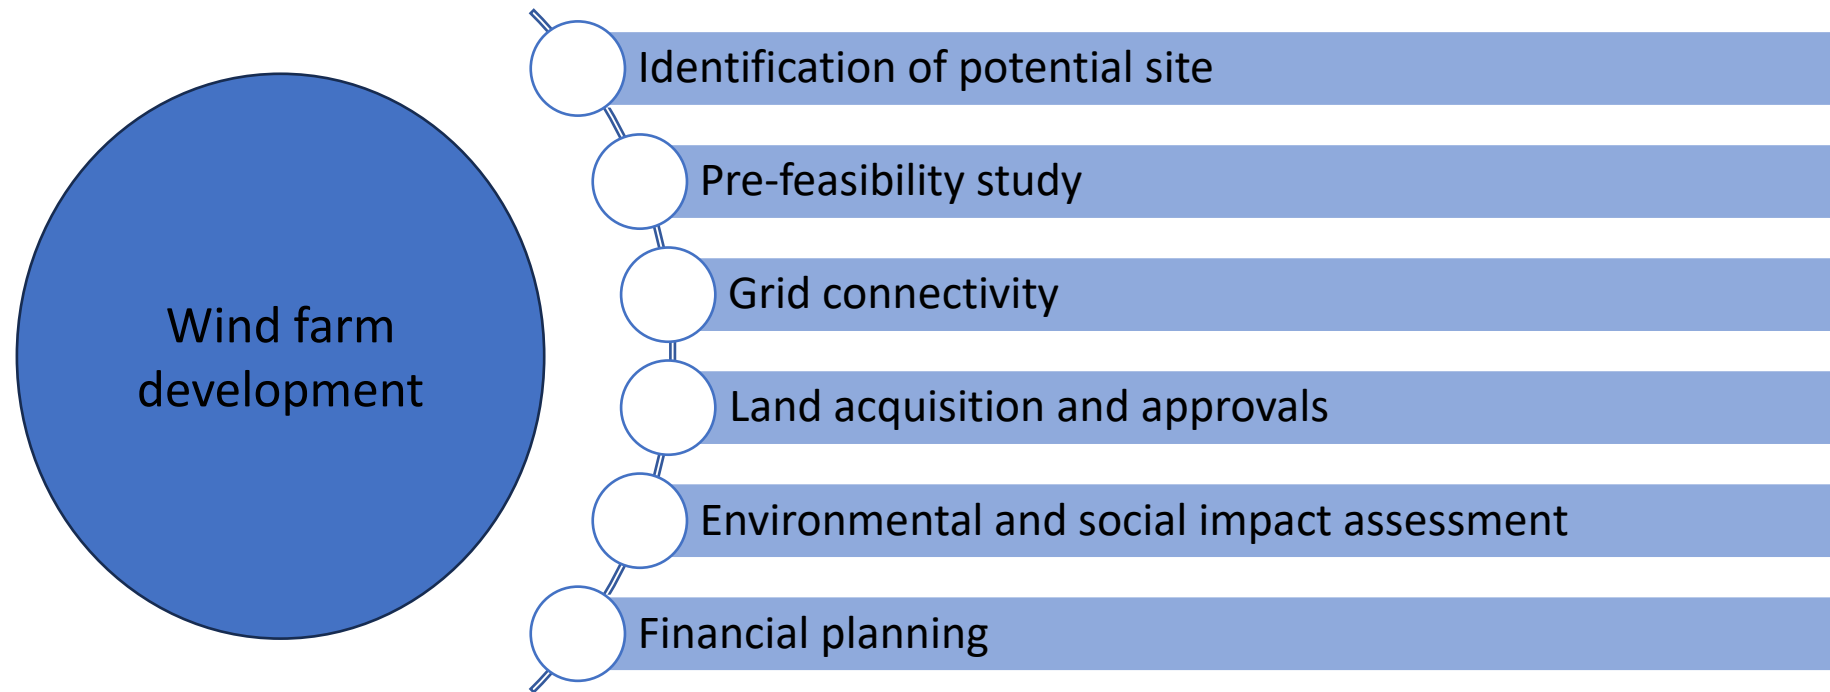 Wind farm
development
Identification of potential site
Pre-feasibility study
Grid connectivity
Land acquisition and approvals
Environmental and social impact assessment
Financial planning